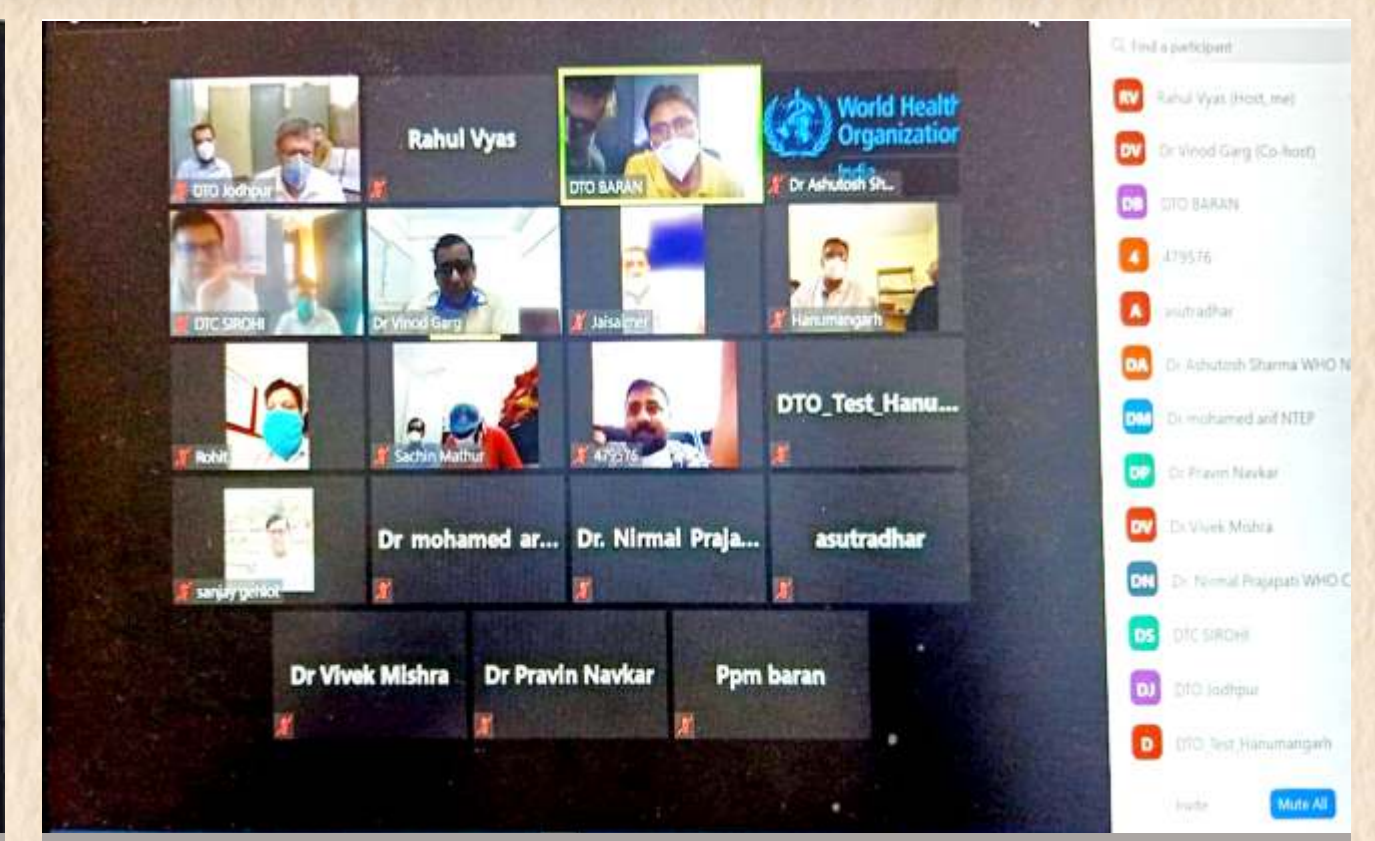 DTO Jodhpur
Rahul Vyas
DTO BARAN
World Health
Organization
India
Dr Ashutosh Sh...
DTC SIROHI
Dr Vinod Garg
Jaisalmer
Hanumangarh
Rohit
Sachin Mathur
479576
DTO_Test_Hanu...
sanjay gehlot
Dr mohamed ar...
Dr. Nirmal Praja...
asutradhar
Dr Vivek Mishra
Dr Pravin Navkar
Ppm baran
Find a participant
RV Rahul Vyas (Host, me)
DV Dr Vinod Garg (Co-host)
DB DTO BARAN
4 479576
A asutradhar
DA Dr Ashutosh Sharma WHO N
DM Dr mohamed arif NTEP
DP Dr Pravin Navkar
DV Dr Vivek Mishra
DN Dr. Nirmal Prajapati WHO C
DS DTC SIROHI
DJ DTO Jodhpur
D DTO_Test_Hanumangarh
Invite
Mute All